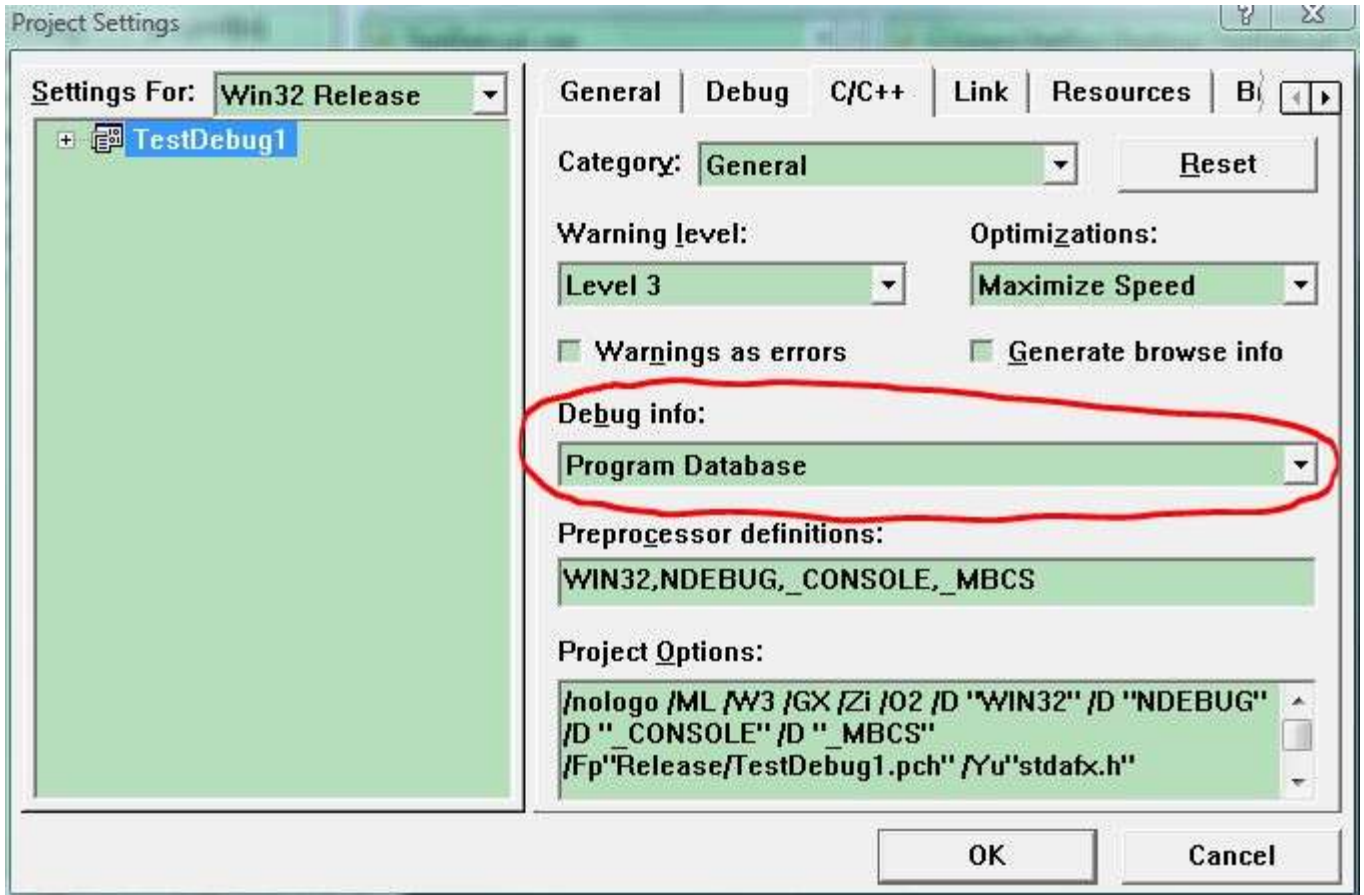 Project Settings
Settings For: Win32 Release
TestDebug1
General Debug C/C++ Link Resources
Category: General Reset
Warning level: Optimizations:
Level 3 Maximize Speed
Warnings as errors Generate browse info
Debug info:
Program Database
Preprocessor definitions:
WIN32,NDEBUG,_CONSOLE,_MBCS
Project Options:
/nologo /ML /W3 /GX /Zi /O2 /D "WIN32" /D "NDEBUG"
/D "_CONSOLE" /D "_MBCS"
/Fp"Release/TestDebug1.pch" /Yu"stdafx.h"
OK Cancel